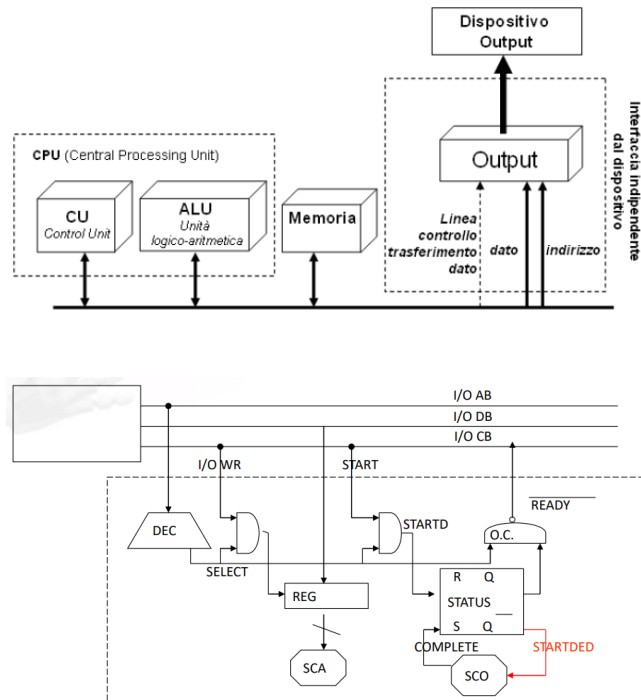 Dispositivo
Output
Interfaccia indipendente
dal dispositivo
CPU (Central Processing Unit)
Output
CU
Control Unit
ALU
Unità
logico-aritmetica
Memoria
Linea
controllo
trasferimento
dato
dato
indirizzo
I/O AB
I/O DB
I/O CB
I/O WR
START
READY
DEC
STARTD
O.C.
SELECT
R Q
REG
STATUS
S Q
COMPLETE
STARTDED
SCA
SCO